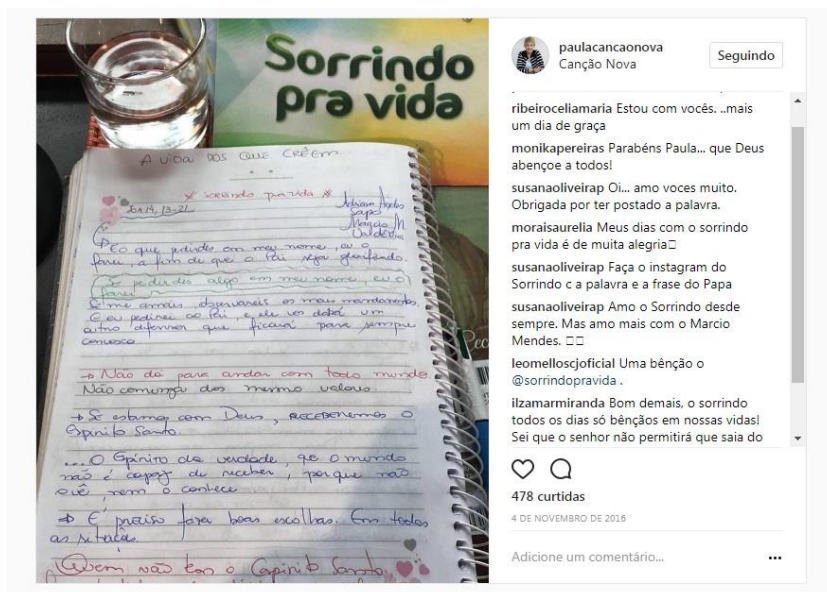 Sorrindo
pra vida
A vida dos que crêem.
* sorrindo pra vida *
Jo 14, 13-21
Márcio M
→ O que pedirdes em meu nome, eu o
farei, a fim de que o Pai seja glorificado.
Se pedirdes algo em meu nome, eu o
farei ~
Se me amais, observareis os meus mandamentos.
E eu pedirei ao Pai, e ele vos dará um
outro defensor que ficará para sempre
convosco.
→ Não dá para andar com todo mundo.
Não comunga dos mesmo valores.
→ Se estamos com Deus, RECEBEREMOS O
Espírito Santo.
... O Espírito da verdade, qe o mundo
não é capaz de receber, porque não
o vê, nem o conhece
→ É preciso fazer boas escolhas. Em todas
as
Quem não tem o Espírito Santo,
paulacancaonova
Canção Nova
Seguindo
ribeiroceliamaria Estou com vocês. ..mais
um dia de graça
monikapereiras Parabéns Paula... que Deus
abençoe a todos!
susanaoliveirap Oi... amo voces muito.
Obrigada por ter postado a palavra.
moraisaurelia Meus dias com o sorrindo
pra vida é de muita alegria
susanaoliveirap Faça o instagram do
Sorrindo c a palavra e a frase do Papa
susanaoliveirap Amo o Sorrindo desde
sempre. Mas amo mais com o Marcio
Mendes.
leomelloscjoficial Uma bênção o
@sorrindopravida .
ilzamarmiranda Bom demais, o sorrindo
todos os dias só bênçãos em nossas vidas!
Sei que o senhor não permitirá que saia do
478 curtidas
4 DE NOVEMBRO DE 2016
Adicione um comentário...